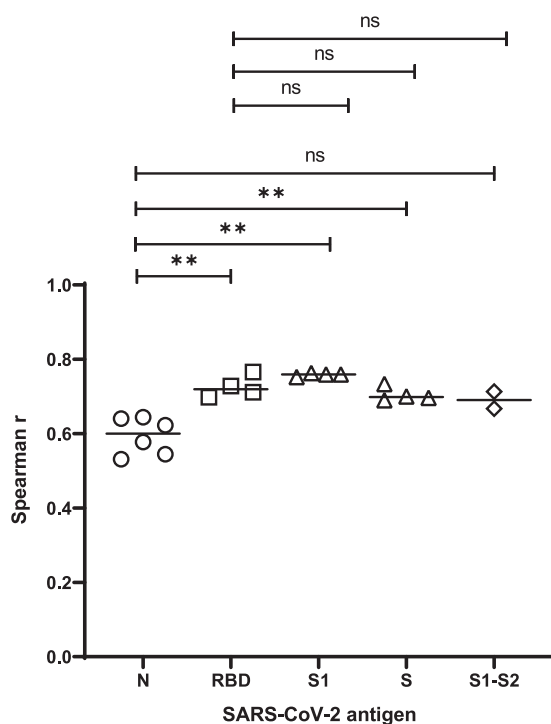 ns
ns
ns
ns
**
**
**
1.0
0.8
0.6
0.4
0.2
0.0
Spearman r
N RBD S1 S S1-S2
SARS-CoV-2 antigen